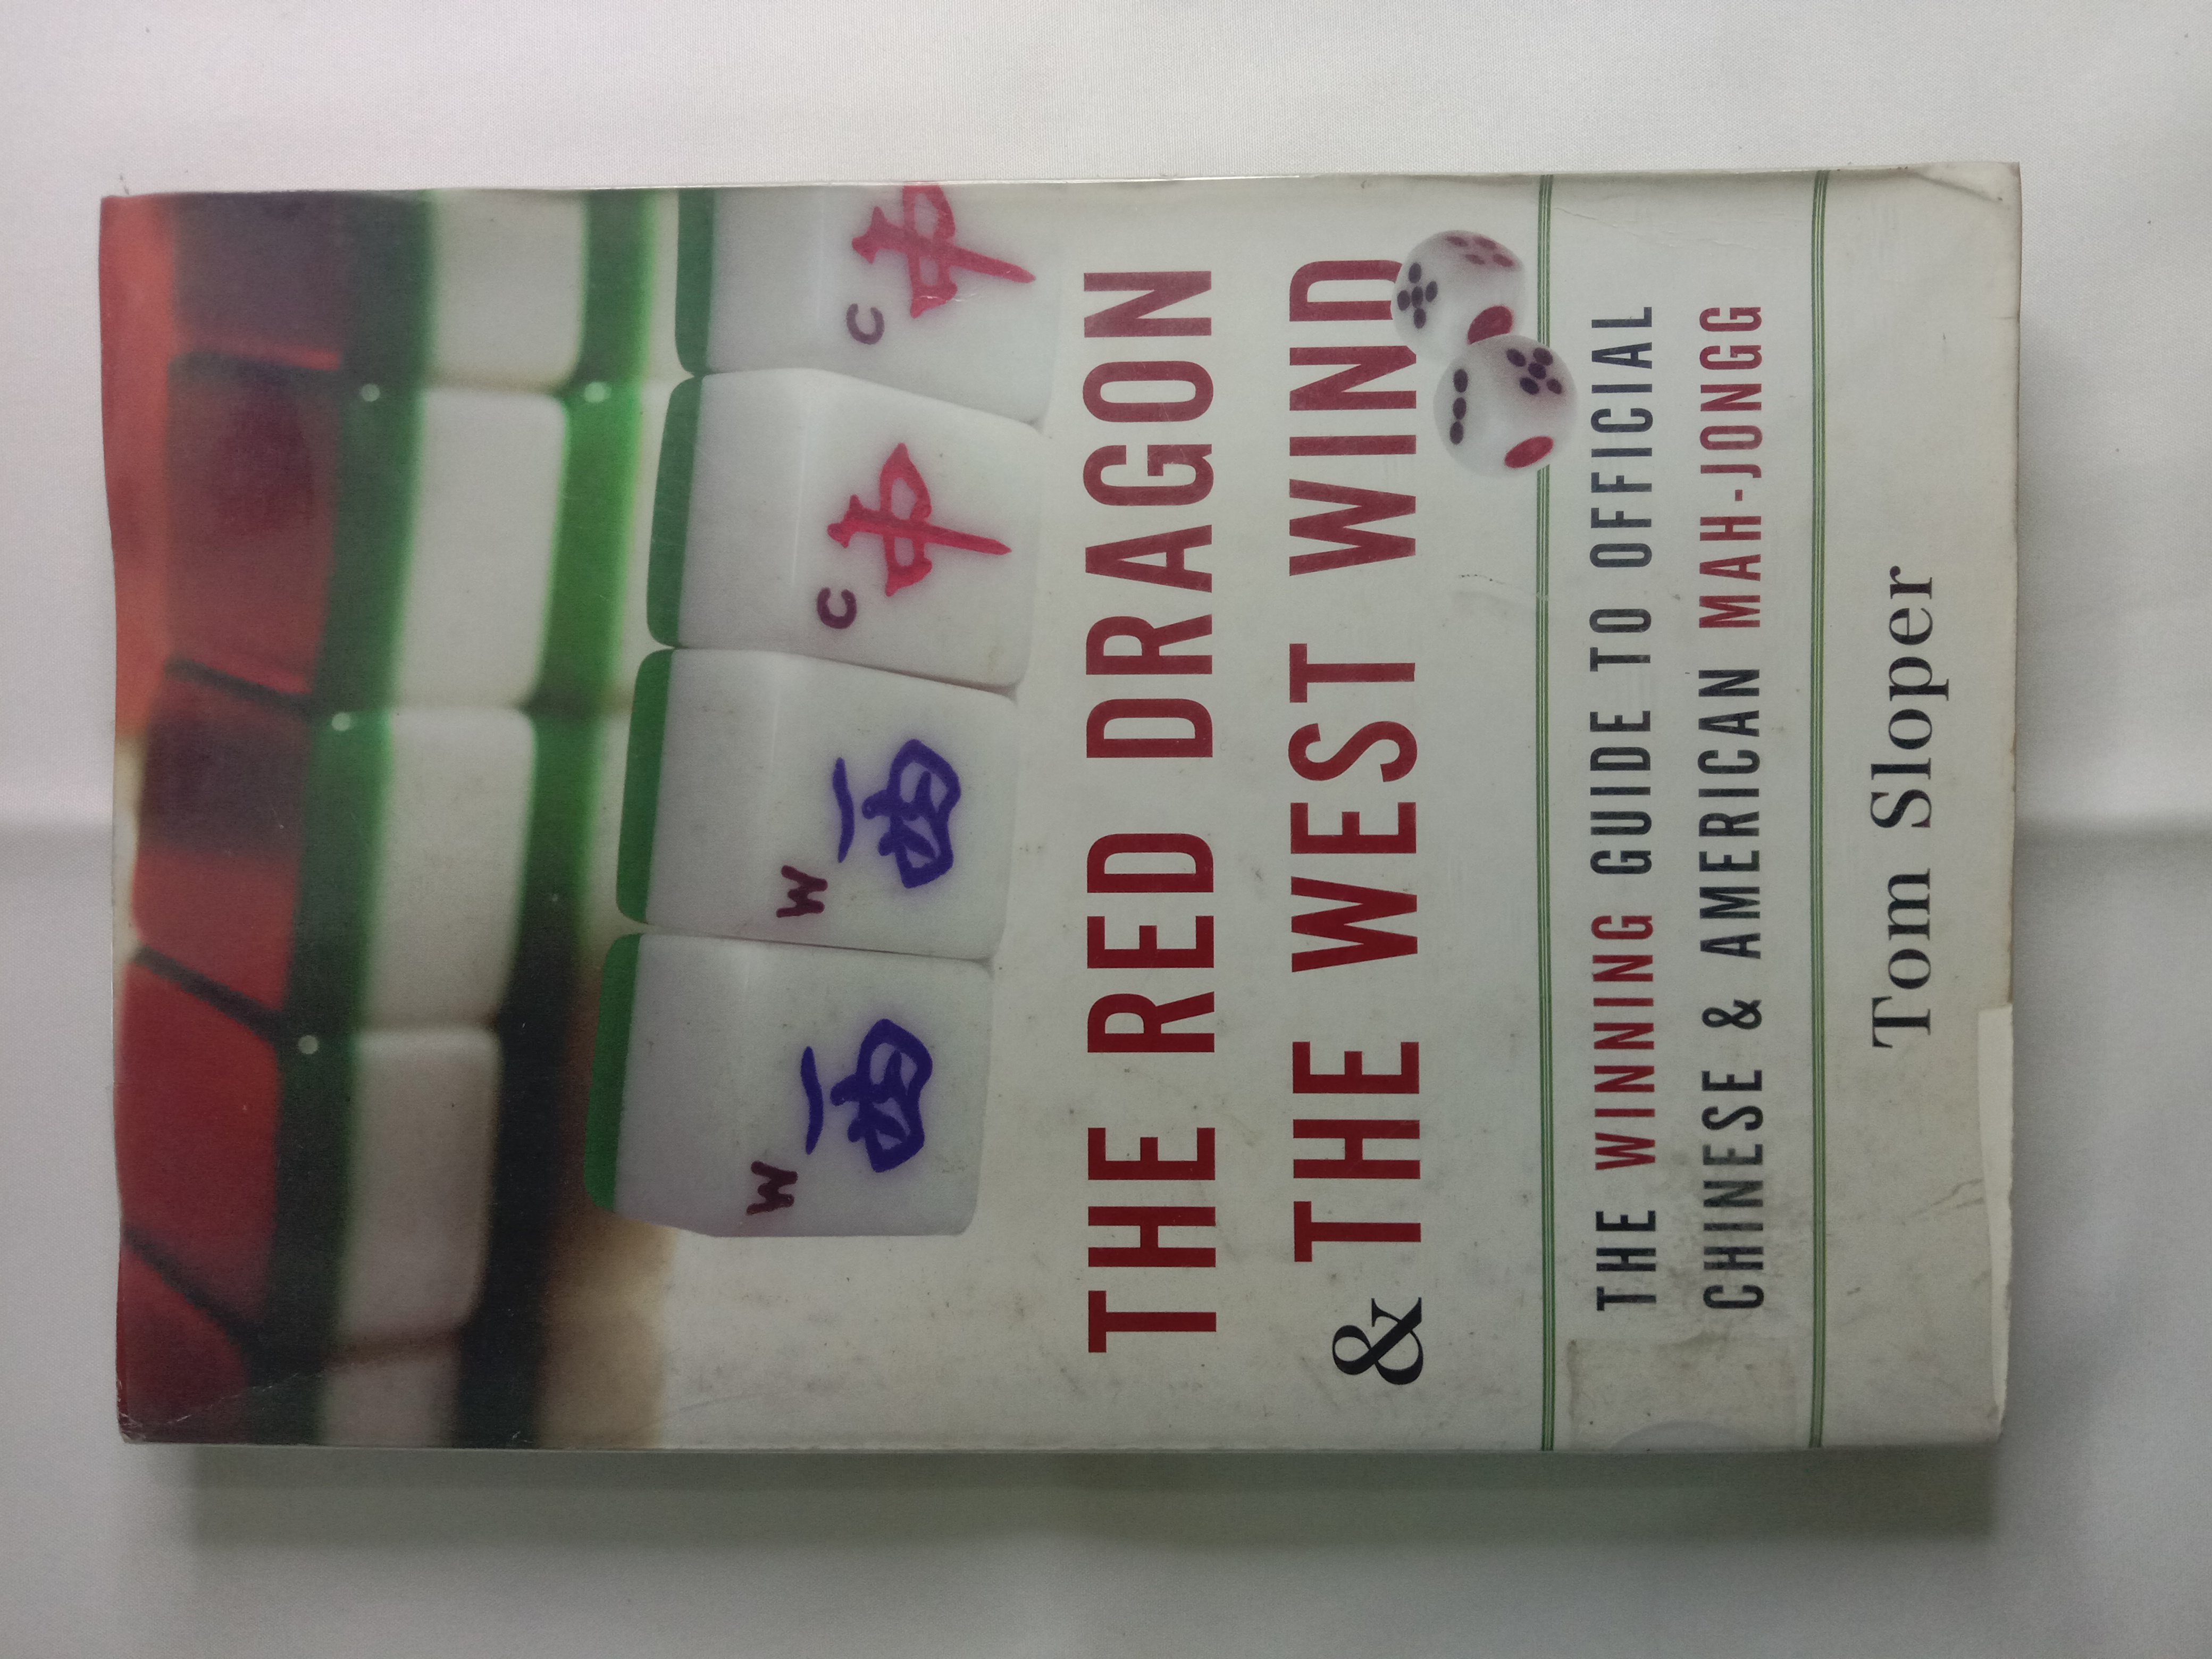 W
西
W
西
C
中
C
中
THE RED DRAGON
& THE WEST WIND
THE WINNING GUIDE TO OFFICIAL
CHINESE & AMERICAN MAH-JONGG
Tom Sloper